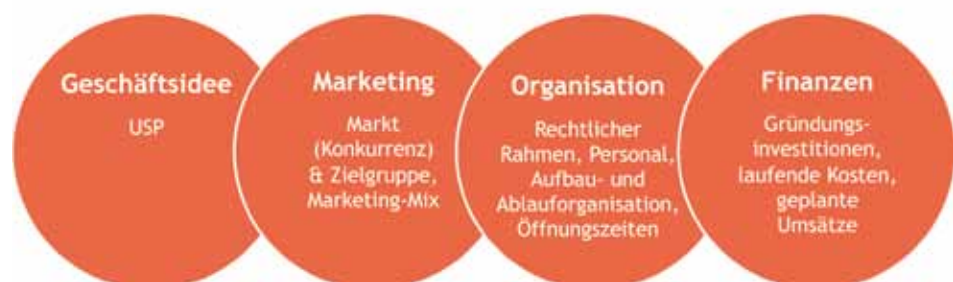 Geschäftsidee
USP
Marketing
Markt
(Konkurrenz)
& Zielgruppe,
Marketing-Mix
Organisation
Rechtlicher
Rahmen, Personal,
Aufbau- und
Ablauforganisation,
Öffnungszeiten
Finanzen
Gründungs-
investitionen,
laufende Kosten,
geplante
Umsätze